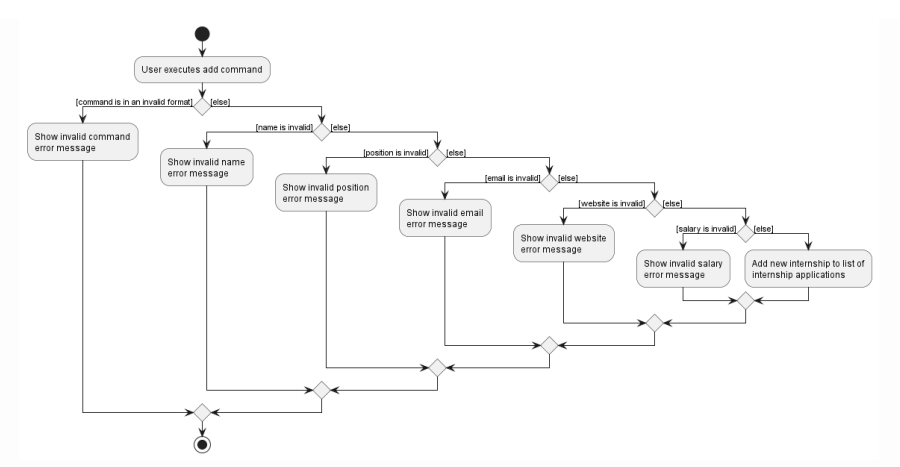 User executes add command
[command is in an invalid format]
[else]
Show invalid command
error message
[name is invalid]
[else]
Show invalid name
error message
[position is invalid]
[else]
Show invalid position
error message
[email is invalid]
[else]
Show invalid email
error message
[website is invalid]
[else]
Show invalid website
error message
[salary is invalid]
[else]
Show invalid salary
error message
Add new internship to list of
internship applications